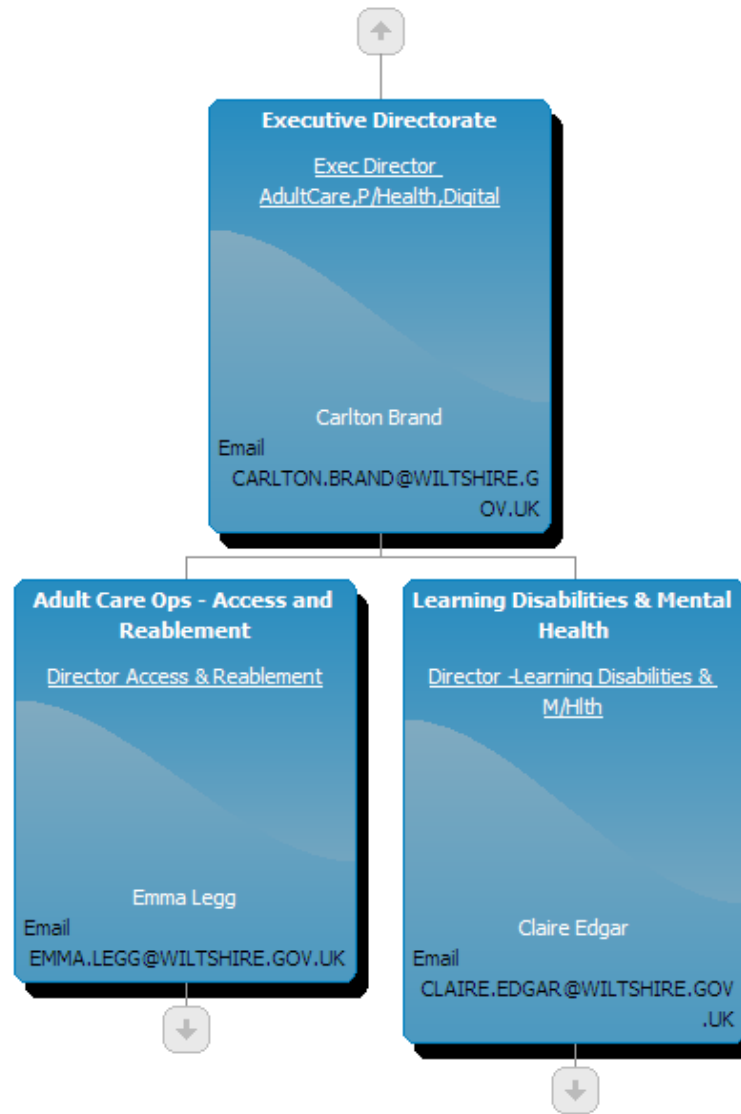 Executive Directorate
Exec Director
AdultCare,P/Health,Digital
Carlton Brand
Email
CARLTON.BRAND@WILTSHIRE.G
OV.UK
Adult Care Ops - Access and
Reablement
Director Access & Reablement
Emma Legg
Email
EMMA.LEGG@WILTSHIRE.GOV.UK
Learning Disabilities & Mental
Health
Director -Learning Disabilities &
M/Hlth
Claire Edgar
Email
CLAIRE.EDGAR@WILTSHIRE.GOV
.UK